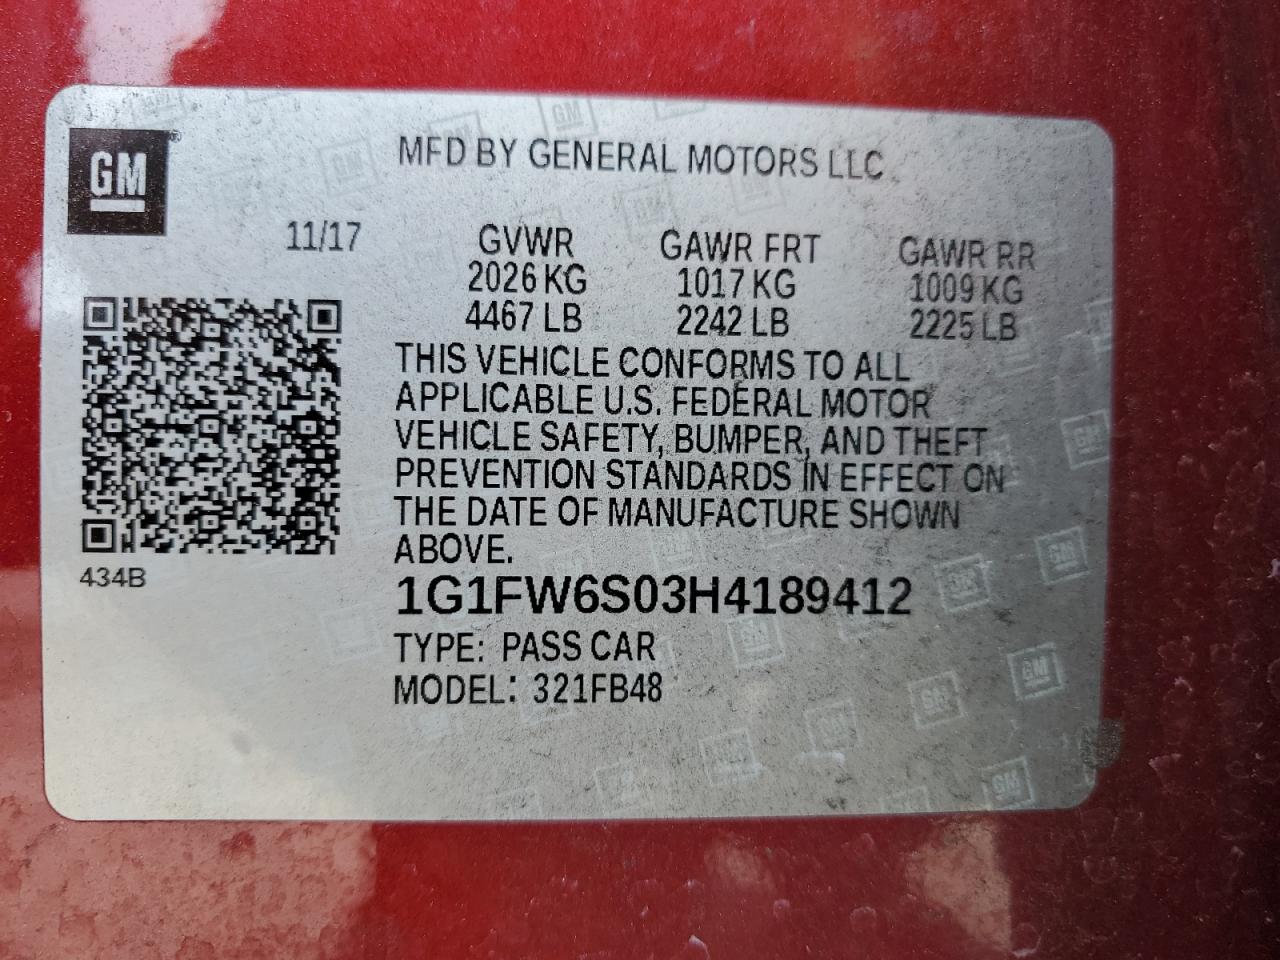 GM
MFD BY GENERAL MOTORS LLC
11/17
GVWR GAWR FRT GAWR RR
2026 KG 1017 KG 1009 KG
4467 LB 2242 LB 2225 LB
THIS VEHICLE CONFORMS TO ALL
APPLICABLE U.S. FEDERAL MOTOR
VEHICLE SAFETY, BUMPER, AND THEFT
PREVENTION STANDARDS IN EFFECT ON
THE DATE OF MANUFACTURE SHOWN
ABOVE.
434B
1G1FW6S03H4189412
TYPE: PASS CAR
MODEL: 321FB48